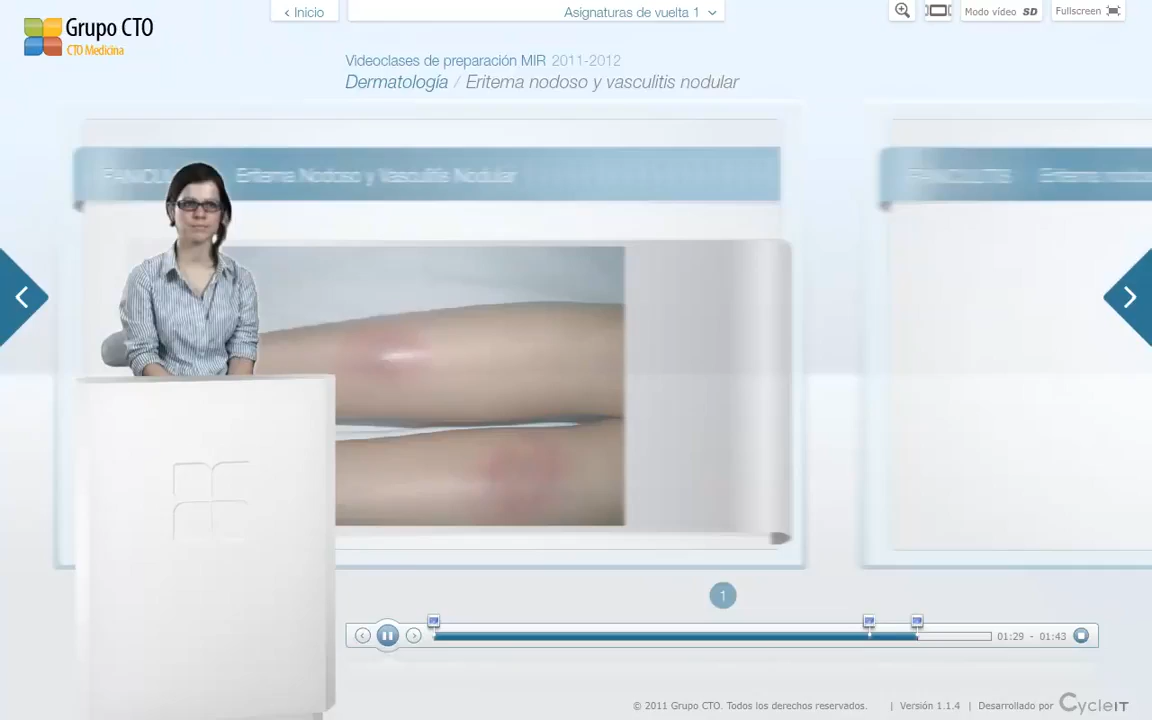 Grupo CTO
CTO Medicina
‹ Inicio
Asignaturas de vuelta 1
Modo vídeo SD
Fullscreen
Videoclases de preparación MIR 2011-2012
Dermatología / Eritema nodoso y vasculitis nodular
Eritema Nodoso y Vasculitis Nodular
PANICULITIS Eritema
1
01:29 - 01:43
© 2011 Grupo CTO. Todos los derechos reservados. | Versión 1.1.4 | Desarrollado por CycleIT